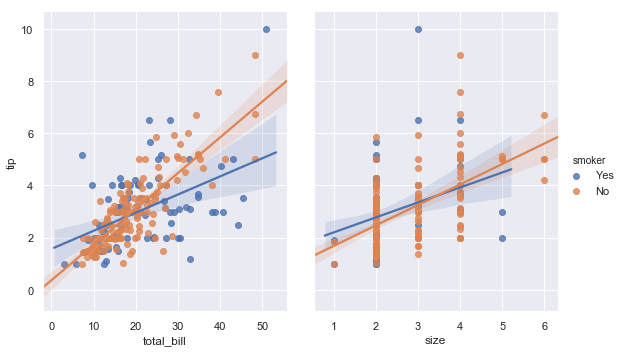 10
8
6
4
2
0
tip
0 10 20 30 40 50
total_bill
1 2 3 4 5 6
size
smoker
Yes
No